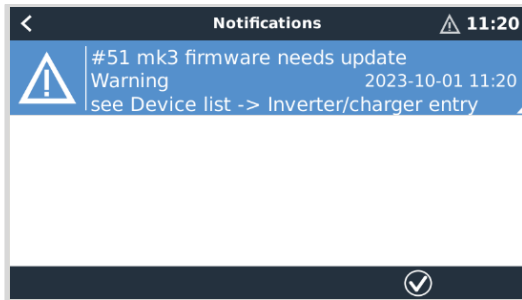 Notifications
11:20
#51 mk3 firmware needs update
Warning 2023-10-01 11:20
see Device list -> Inverter/charger entry